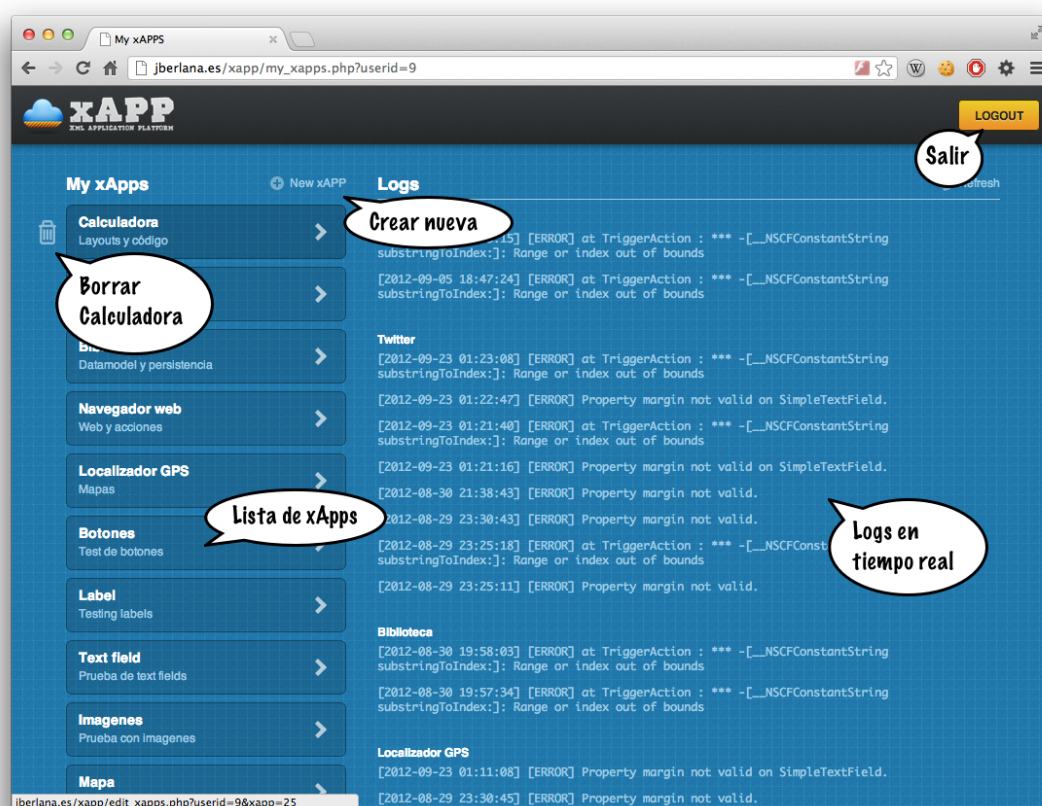 My xAPPS
jberlana.es/xapp/my_xapps.php?userid=9
xAPP
XML APPLICATION PLATFORM
LOGOUT
Salir
My xApps
New xAPP
Crear nueva
Calculadora
Layouts y código
Borrar
Calculadora
Datamodel y persistencia
Navegador web
Web y acciones
Localizador GPS
Mapas
Lista de xApps
Botones
Test de botones
Label
Testing labels
Text field
Prueba de text fields
Imagenes
Prueba con imagenes
Mapa
Logs
[ERROR] at TriggerAction : *** -[__NSCFConstantString
substringToIndex:]: Range or index out of bounds
[2012-09-05 18:47:24] [ERROR] at TriggerAction : *** -[__NSCFConstantString
substringToIndex:]: Range or index out of bounds
Twitter
[2012-09-23 01:23:08] [ERROR] at TriggerAction : *** -[__NSCFConstantString
substringToIndex:]: Range or index out of bounds
[2012-09-23 01:22:47] [ERROR] Property margin not valid on SimpleTextField.
[2012-09-23 01:21:40] [ERROR] at TriggerAction : *** -[__NSCFConstantString
substringToIndex:]: Range or index out of bounds
[2012-09-23 01:21:16] [ERROR] Property margin not valid on SimpleTextField.
[2012-08-30 21:38:43] [ERROR] Property margin not valid.
2012-08-29 23:30:43] [ERROR] Property margin not valid.
[2012-08-29 23:25:18] [ERROR] at TriggerAction : *** -[__NSCFConst
substringToIndex:]: Range or index out of bounds
[2012-08-29 23:25:11] [ERROR] Property margin not valid.
Logs en
tiempo real
Biblioteca
[2012-08-30 19:58:03] [ERROR] at TriggerAction : *** -[__NSCFConstantString
substringToIndex:]: Range or index out of bounds
[2012-08-30 19:57:34] [ERROR] at TriggerAction : *** -[__NSCFConstantString
substringToIndex:]: Range or index out of bounds
Localizador GPS
[2012-09-23 01:11:08] [ERROR] Property margin not valid on SimpleTextField.
[2012-08-29 23:30:45] [ERROR] Property margin not valid.
jberlana.es/xapp/edit_xapps.php?userid=9&xapp=25